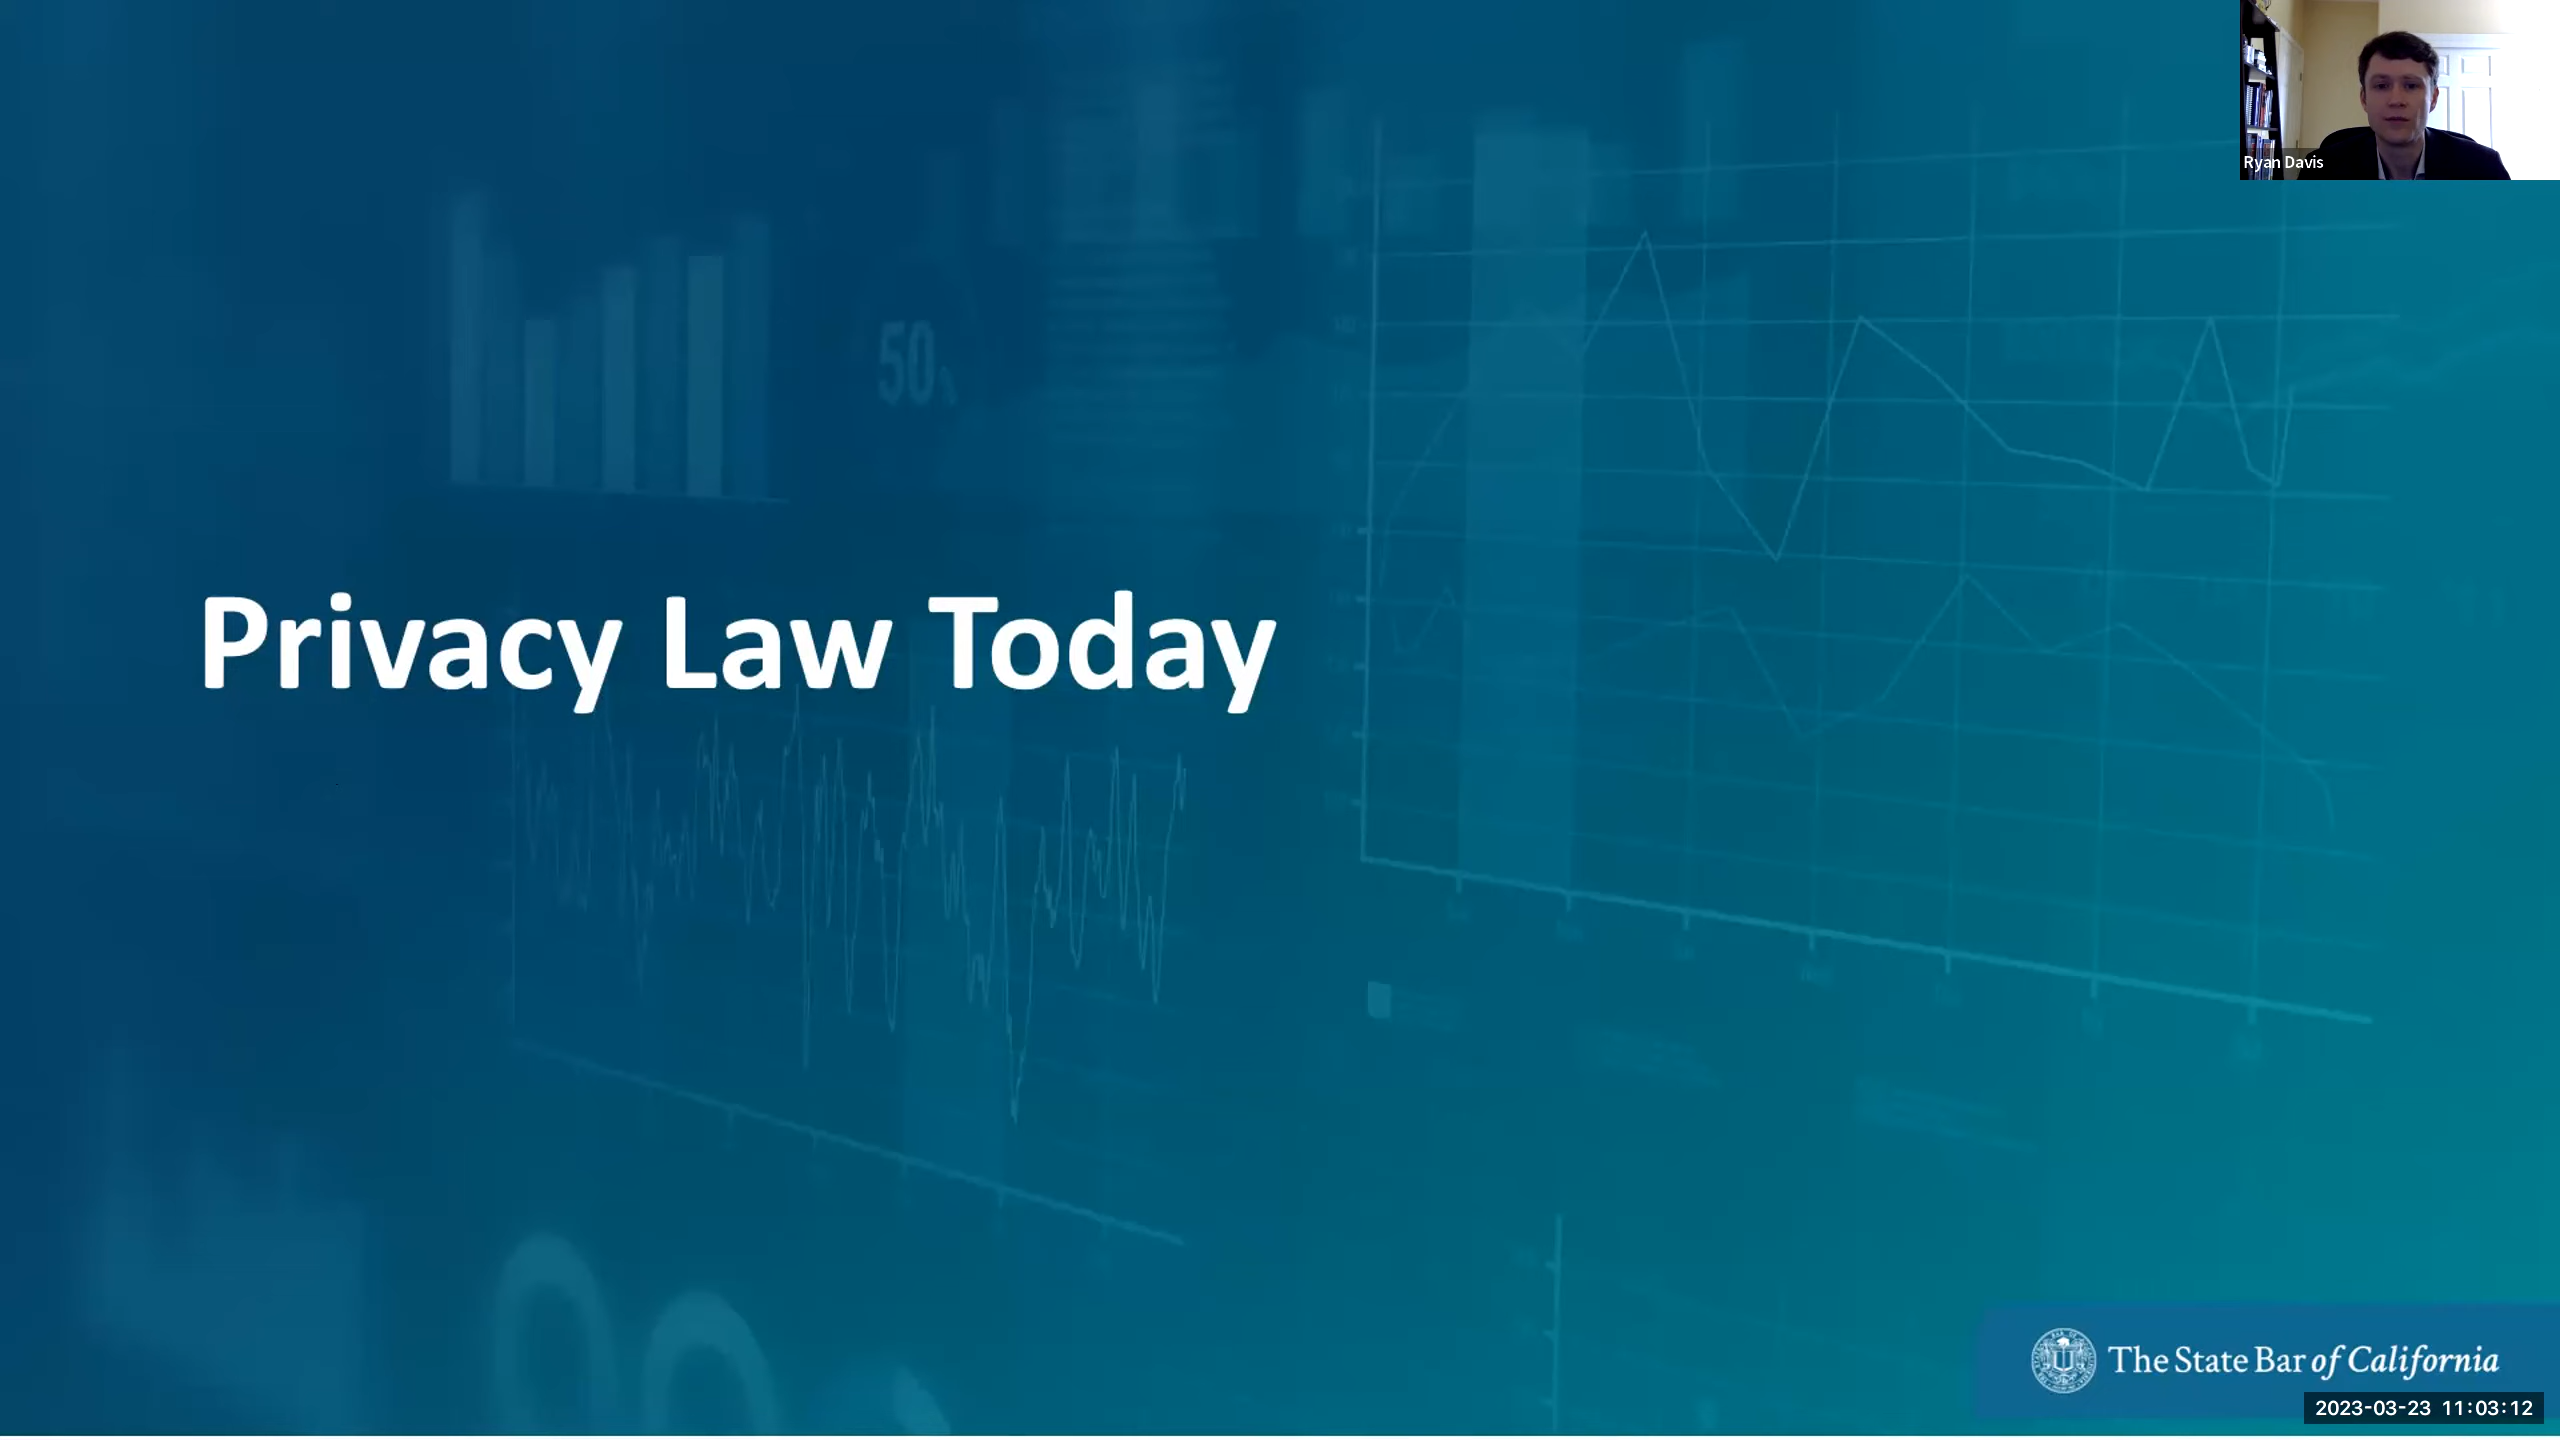 Ryan Davis
50%
Privacy Law Today
The State Bar of California
2023-03-23 11:03:12